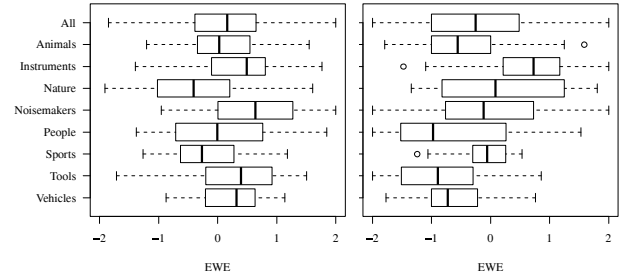 All
Animals
Instruments
Nature
Noisemakers
People
Sports
Tools
Vehicles
−2 −1 0 1 2 −2 −1 0 1 2
EWE EWE